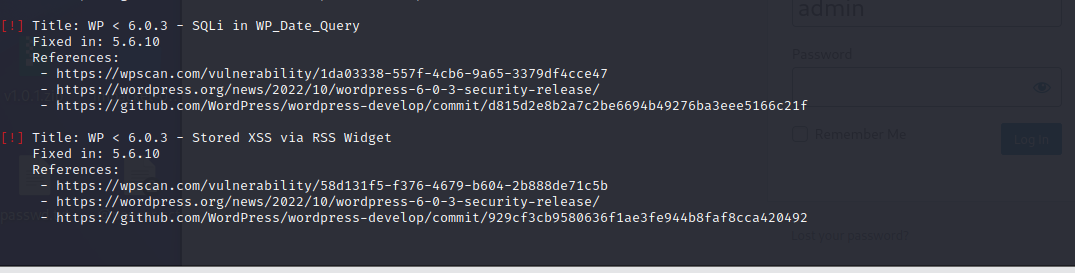 admin
[!] Title: WP < 6.0.3 - SQLi in WP_Date_Query
Fixed in: 5.6.10
References:
- https://wpscan.com/vulnerability/1da03338-557f-4cb6-9a65-3379df4cce47
- https://wordpress.org/news/2022/10/wordpress-6-0-3-security-release/
- https://github.com/WordPress/wordpress-develop/commit/d815d2e8b2a7c2be6694b49276ba3eee5166c21f
Password
[!] Title: WP < 6.0.3 - Stored XSS via RSS Widget
Fixed in: 5.6.10
References:
- https://wpscan.com/vulnerability/58d131f5-f376-4679-b604-2b888de71c5b
- https://wordpress.org/news/2022/10/wordpress-6-0-3-security-release/
- https://github.com/WordPress/wordpress-develop/commit/929cf3cb9580636f1ae3fe944b8faf8cca420492
Remember Me
Log In
Lost your password?